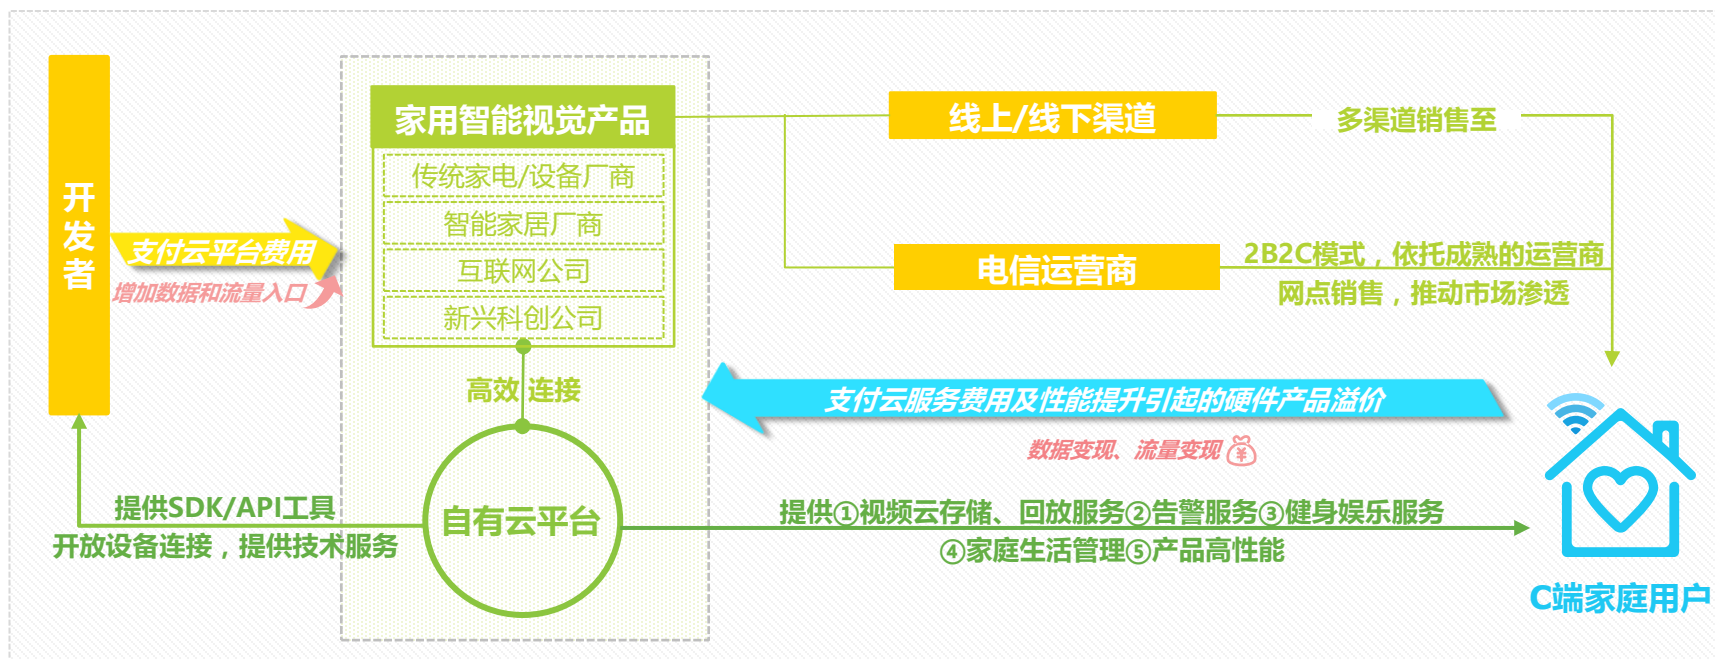 开发者
支付云平台费用
增加数据和流量入口
家用智能视觉产品
传统家电/设备厂商
智能家居厂商
互联网公司
新兴科创公司
高效 连接
自有云平台
提供SDK/API工具
开放设备连接，提供技术服务
线上/线下渠道
多渠道销售至
电信运营商
2B2C模式，依托成熟的运营商
网点销售，推动市场渗透
支付云服务费用及性能提升引起的硬件产品溢价
数据变现、流量变现
¥
提供①视频云存储、回放服务②告警服务③健身娱乐服务
④家庭生活管理⑤产品高性能
C端家庭用户